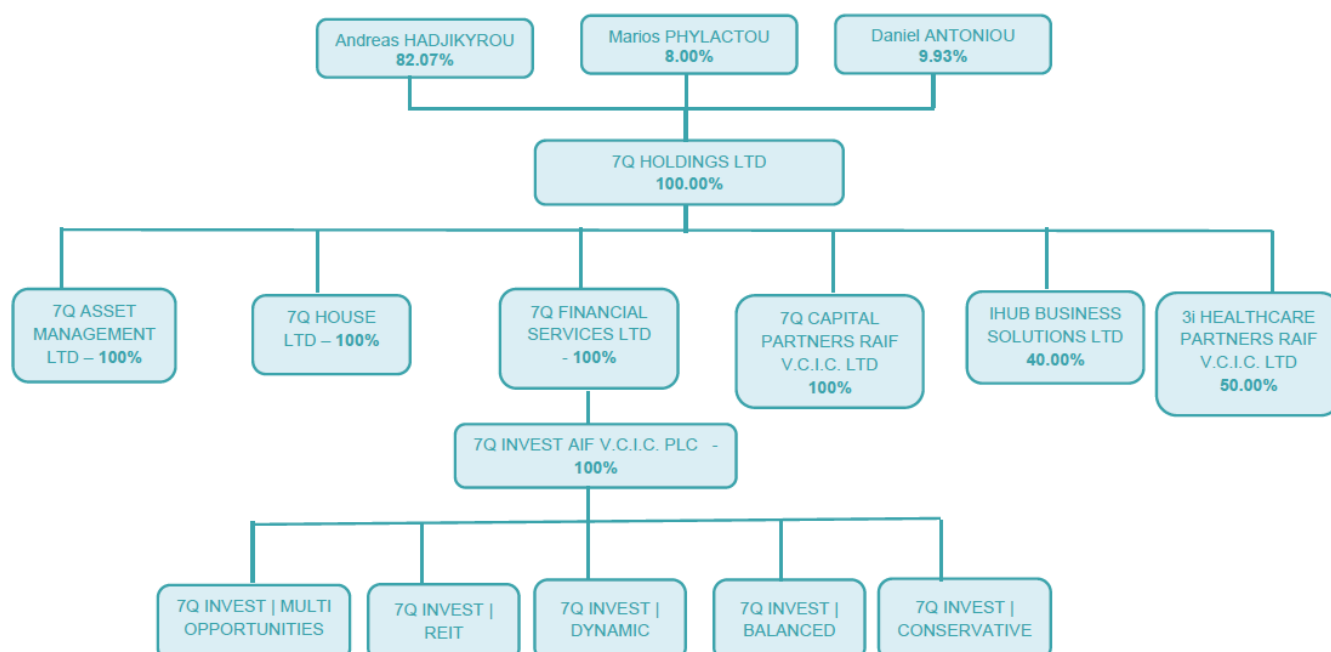 Andreas HADJIKYROU
82.07%
Marios PHYLACTOU
8.00%
Daniel ANTONIOU
9.93%
7Q HOLDINGS LTD
100.00%
7Q ASSET
MANAGEMENT
LTD – 100%
7Q HOUSE
LTD – 100%
7Q FINANCIAL
SERVICES LTD
- 100%
7Q CAPITAL
PARTNERS RAIF
V.C.I.C. LTD
100%
IHUB BUSINESS
SOLUTIONS LTD
40.00%
3i HEALTHCARE
PARTNERS RAIF
V.C.I.C. LTD
50.00%
7Q INVEST AIF V.C.I.C. PLC -
100%
7Q INVEST | MULTI
OPPORTUNITIES
7Q INVEST |
REIT
7Q INVEST |
DYNAMIC
7Q INVEST |
BALANCED
7Q INVEST |
CONSERVATIVE